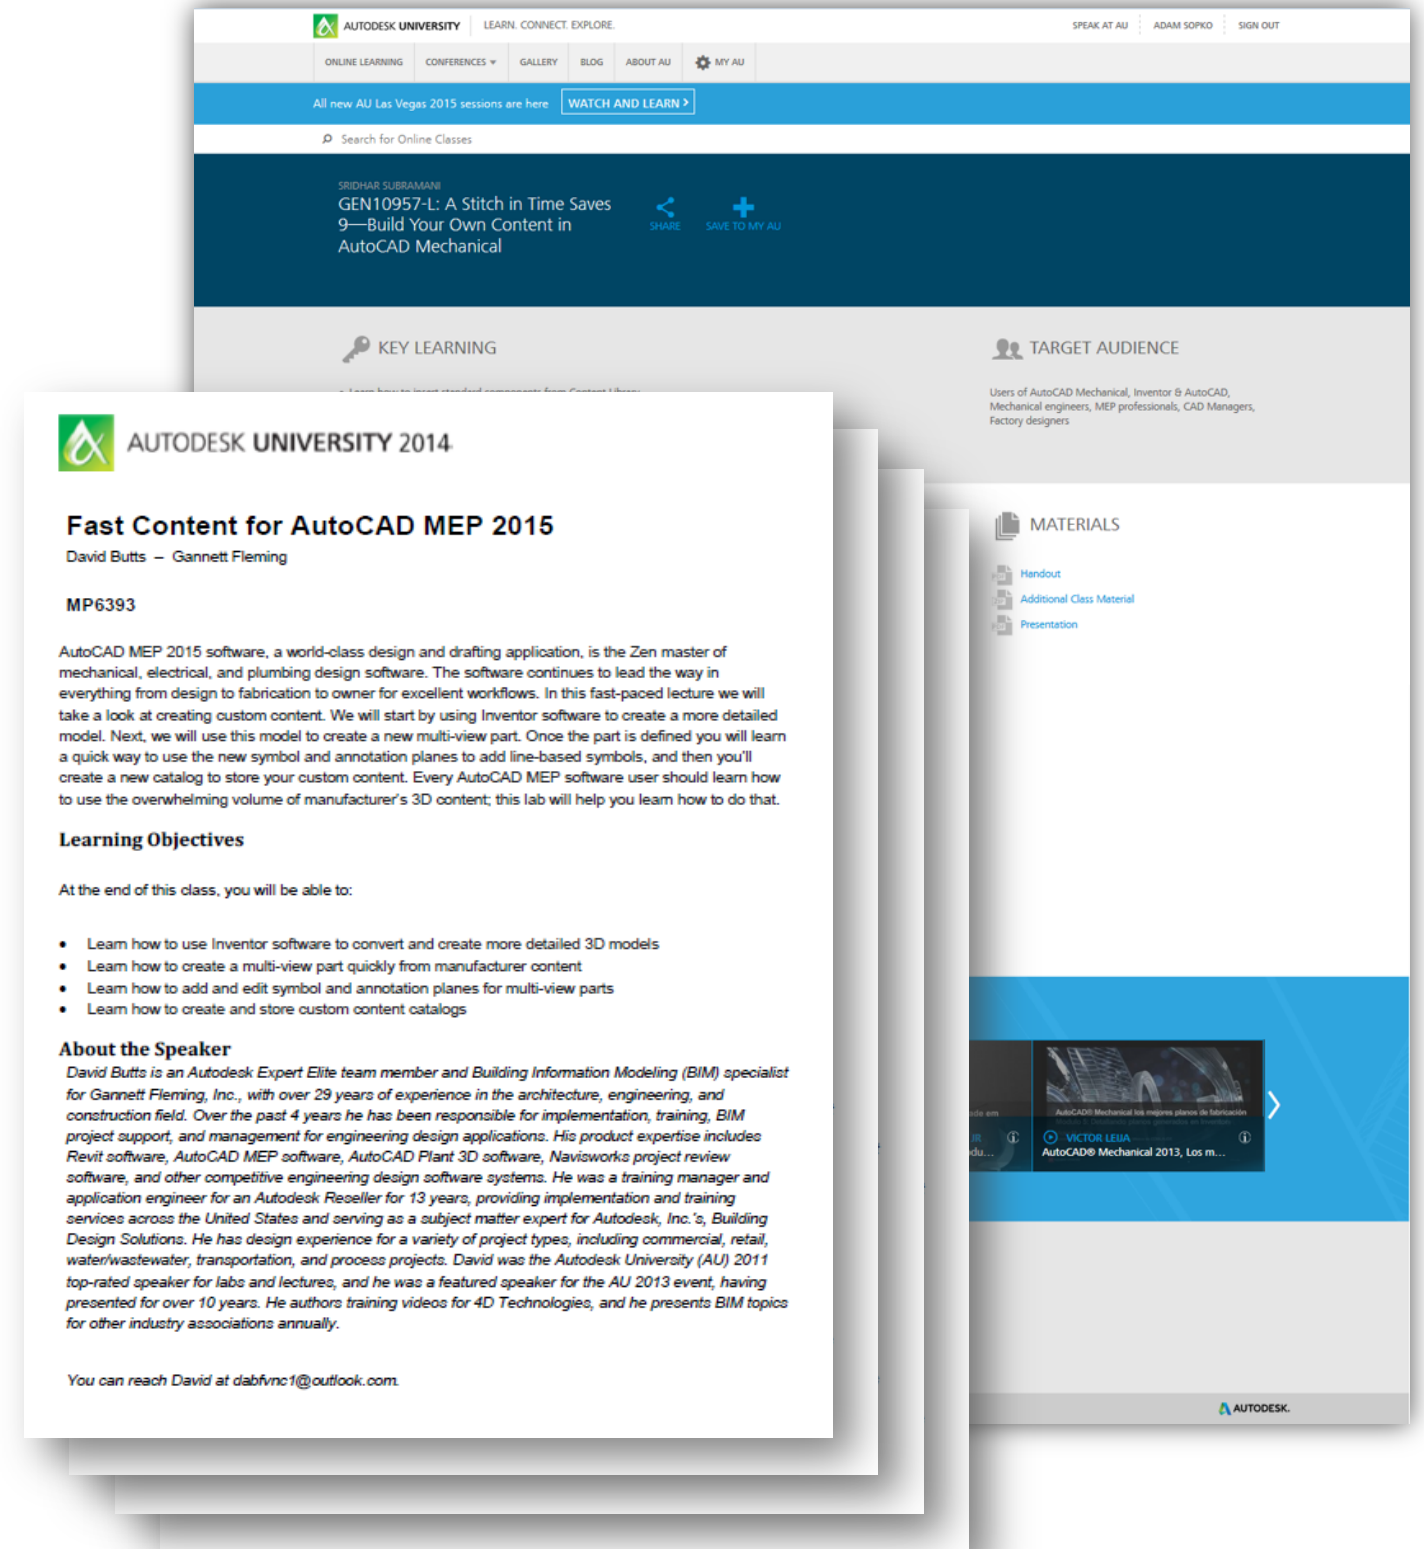 AUTODESK UNIVERSITY
LEARN. CONNECT. EXPLORE.
SPEAK AT AU
ADAM SOPKO
SIGN OUT
ONLINE LEARNING
CONFERENCES
GALLERY
BLOG
ABOUT AU
MY AU
All new AU Las Vegas 2015 sessions are here
WATCH AND LEARN
Search for Online Classes
SRIDHAR SUBRAMANI
GEN10957-L: A Stitch in Time Saves
9—Build Your Own Content in
AutoCAD Mechanical
SHARE
SAVE TO MY AU
KEY LEARNING
TARGET AUDIENCE
Users of AutoCAD Mechanical, Inventor & AutoCAD,
Mechanical engineers, MEP professionals, CAD Managers,
Factory designers
MATERIALS
Handout
Additional Class Material
Presentation
AUTODESK UNIVERSITY 2014
Fast Content for AutoCAD MEP 2015
David Butts – Gannett Fleming
MP6393
AutoCAD MEP 2015 software, a world-class design and drafting application, is the Zen master of
mechanical, electrical, and plumbing design software. The software continues to lead the way in
everything from design to fabrication to owner for excellent workflows. In this fast-paced lecture we will
take a look at creating custom content. We will start by using Inventor software to create a more detailed
model. Next, we will use this model to create a new multi-view part. Once the part is defined you will learn
a quick way to use the new symbol and annotation planes to add line-based symbols, and then you'll
create a new catalog to store your custom content. Every AutoCAD MEP software user should learn how
to use the overwhelming volume of manufacturer's 3D content; this lab will help you learn how to do that.
Learning Objectives
At the end of this class, you will be able to:
• Learn how to use Inventor software to convert and create more detailed 3D models
• Learn how to create a multi-view part quickly from manufacturer content
• Learn how to add and edit symbol and annotation planes for multi-view parts
• Learn how to create and store custom content catalogs
About the Speaker
David Butts is an Autodesk Expert Elite team member and Building Information Modeling (BIM) specialist
for Gannett Fleming, Inc., with over 29 years of experience in the architecture, engineering, and
construction field. Over the past 4 years he has been responsible for implementation, training, BIM
project support, and management for engineering design applications. His product expertise includes
Revit software, AutoCAD MEP software, AutoCAD Plant 3D software, Navisworks project review
software, and other competitive engineering design software systems. He was a training manager and
application engineer for an Autodesk Reseller for 13 years, providing implementation and training
services across the United States and serving as a subject matter expert for Autodesk, Inc.'s, Building
Design Solutions. He has design experience for a variety of project types, including commercial, retail,
water/wastewater, transportation, and process projects. David was the Autodesk University (AU) 2011
top-rated speaker for labs and lectures, and he was a featured speaker for the AU 2013 event, having
presented for over 10 years. He authors training videos for 4D Technologies, and he presents BIM topics
for other industry associations annually.
You can reach David at dabfvnc1@outlook.com.
AutoCAD® Mechanical los mejores planos de fabricación
JR
VICTOR LEIJA
du...
AutoCAD® Mechanical 2013, Los m...
AUTODESK.